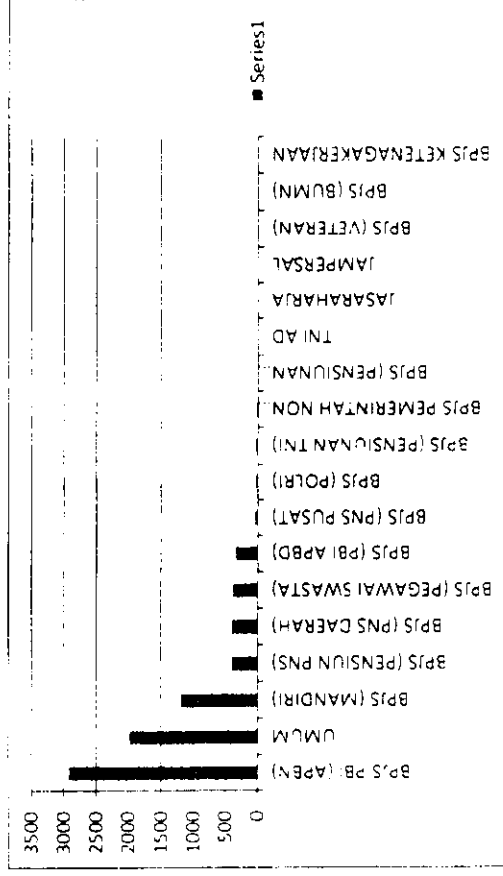 3500
3000
2500
2000
1500
1000
500
0
BPJS PBI (APBN)
UMUM
BPJS (MANDIRI)
BPJS (PENSIUN PNS)
BPJS (PNS DAERAH)
BPJS (PEGAWAI SWASTA)
BPJS (PBI APBD)
BPJS (PNS PUSAT)
BPJS (POLRI)
BPJS (PENSIUNAN TNI)
BPJS PEMERINTAH NON
BPJS (PENSIUNAN
TNI AD
JASARAHARJA
JAMPERSAL
BPJS (VETERAN)
BPJS (BUMN)
BPJS KETENAGAKERJAAN
Series1